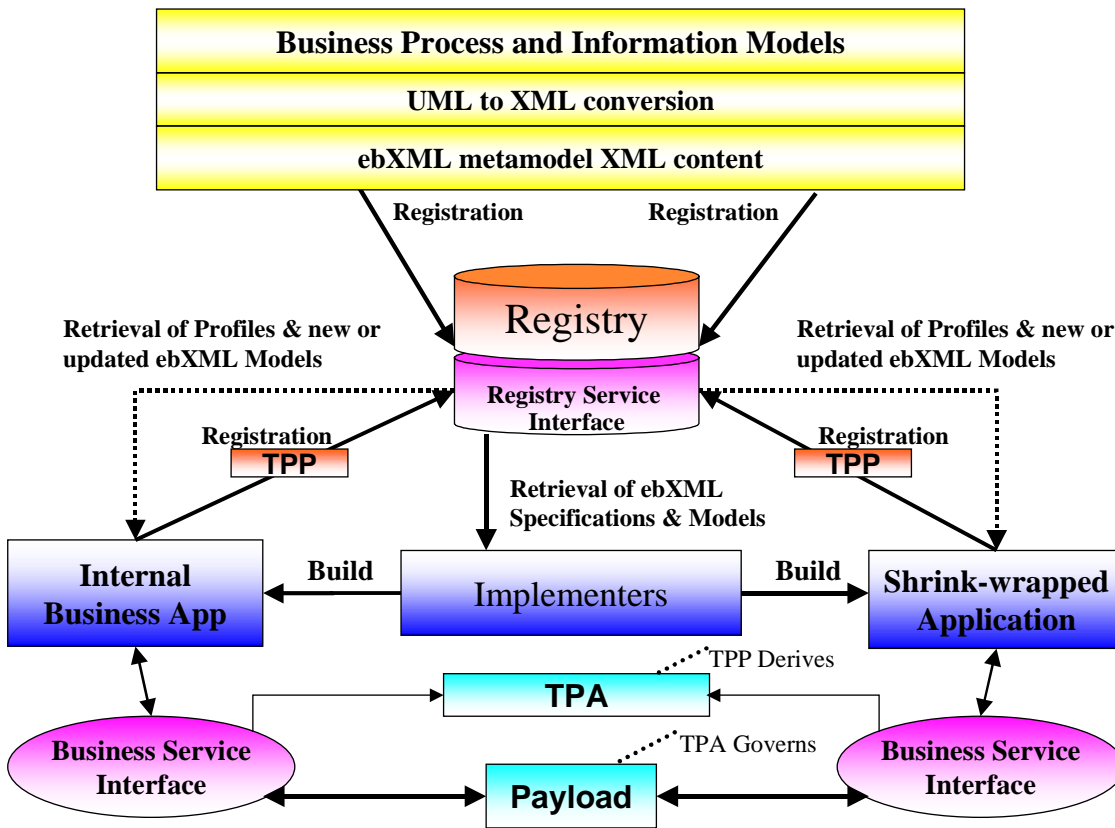 Business Process and Information Models
UML to XML conversion
ebXML metamodel XML content
Registration
Registration
Registry
Retrieval of Profiles & new or
updated ebXML Models
Retrieval of Profiles & new or
updated ebXML Models
Registry Service
Interface
Registration
TPP
Registration
TPP
Retrieval of ebXML
Specifications & Models
Internal
Business App
Build
Implementers
Build
Shrink-wrapped
Application
TPP Derives
TPA
Business Service
Interface
TPA Governs
Payload
Business Service
Interface